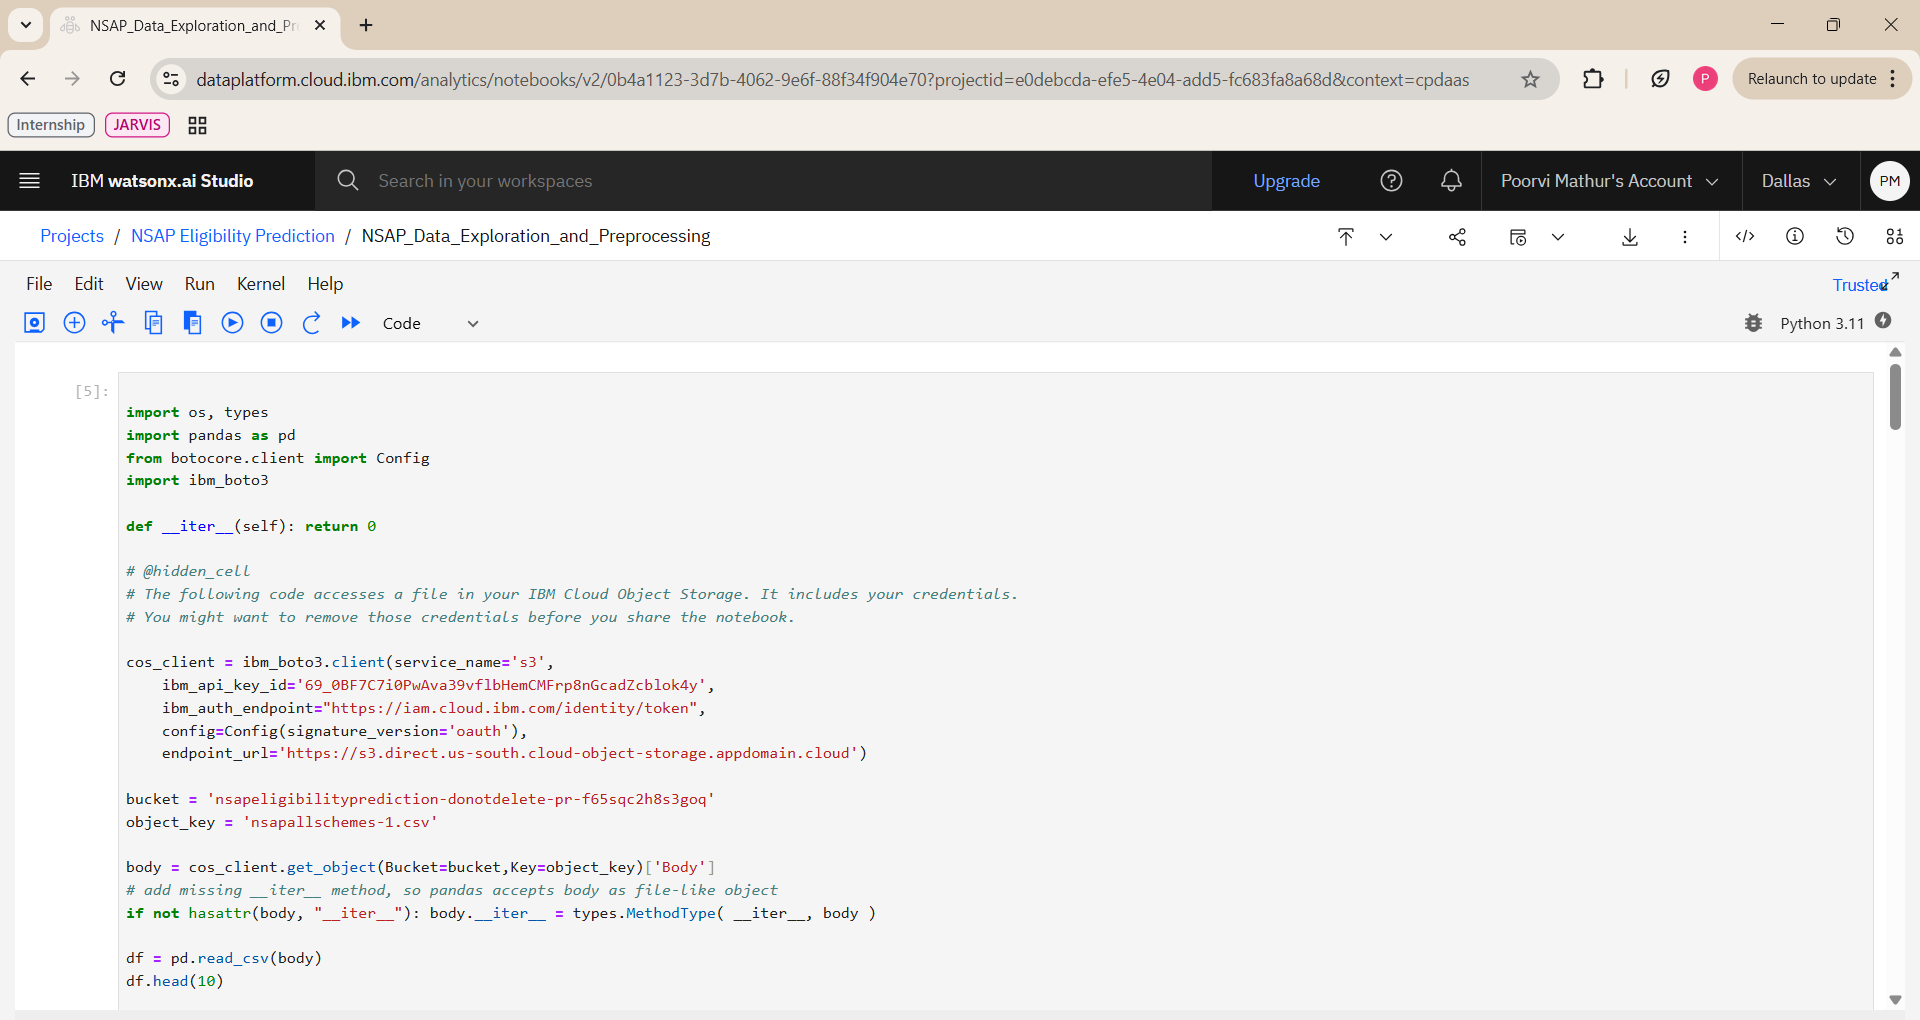 NSAP_Data_Exploration_and_Pr
dataplatform.cloud.ibm.com/analytics/notebooks/v2/0b4a1123-3d7b-4062-9e6f-88f34f904e70?projectid=e0debcda-efe5-4e04-add5-fc683fa8a68d&context=cpdaas
P
Relaunch to update
Internship
JARVIS
IBM watsonx.ai Studio
Search in your workspaces
Upgrade
Poorvi Mathur's Account
Dallas
PM
Projects / NSAP Eligibility Prediction / NSAP_Data_Exploration_and_Preprocessing
File Edit View Run Kernel Help
Trusted
Code
Python 3.11
[5]:
import os, types
import pandas as pd
from botocore.client import Config
import ibm_boto3
def __iter__(self): return 0
# @hidden_cell
# The following code accesses a file in your IBM Cloud Object Storage. It includes your credentials.
# You might want to remove those credentials before you share the notebook.
cos_client = ibm_boto3.client(service_name='s3',
ibm_api_key_id='69_0BF7C7i0PwAva39vflbHemCMFrp8nGcadZcblok4y',
ibm_auth_endpoint="https://iam.cloud.ibm.com/identity/token",
config=Config(signature_version='oauth'),
endpoint_url='https://s3.direct.us-south.cloud-object-storage.appdomain.cloud')
bucket = 'nsapeligibilityprediction-donotdelete-pr-f65sqc2h8s3goq'
object_key = 'nsapallschemes-1.csv'
body = cos_client.get_object(Bucket=bucket,Key=object_key)['Body']
# add missing __iter__ method, so pandas accepts body as file-like object
if not hasattr(body, "__iter__"): body.__iter__ = types.MethodType( __iter__, body )
df = pd.read_csv(body)
df.head(10)